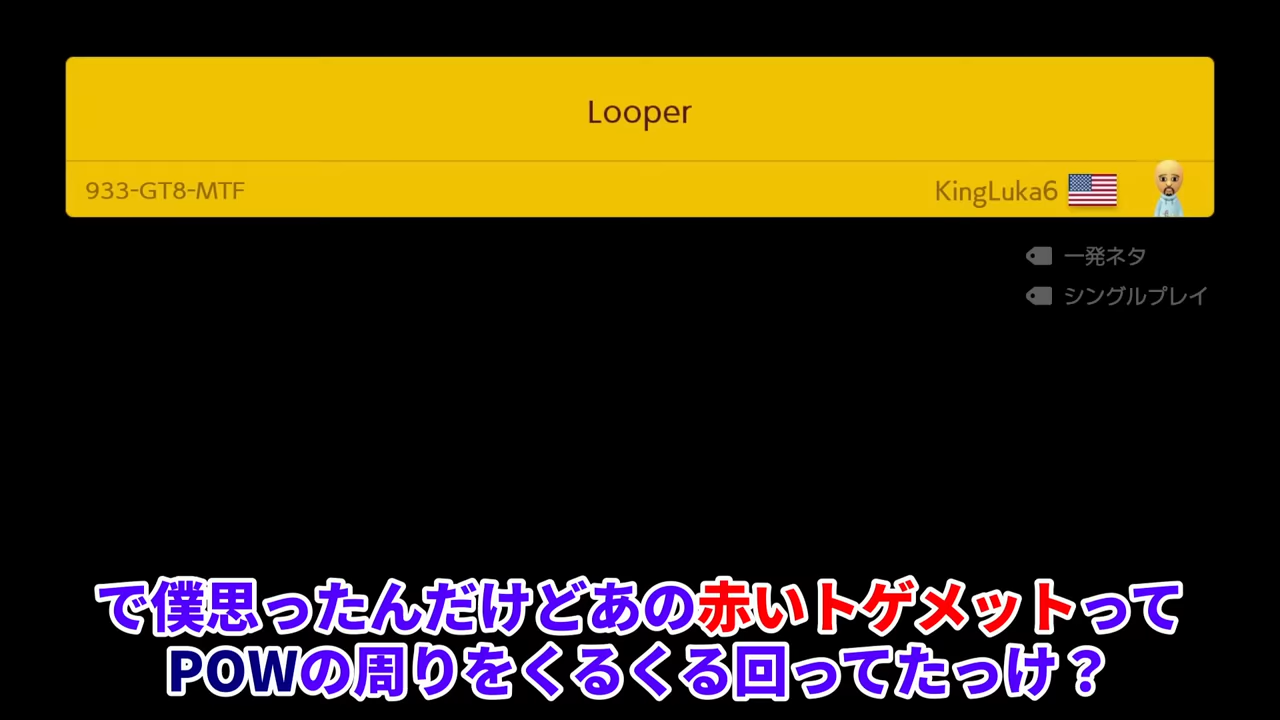 Looper
933-GT8-MTF
KingLuka6
一発ネタ
シングルプレイ
で僕思ったんだけどあの赤いトゲメットって
POWの周りをくるくる回ってたっけ？